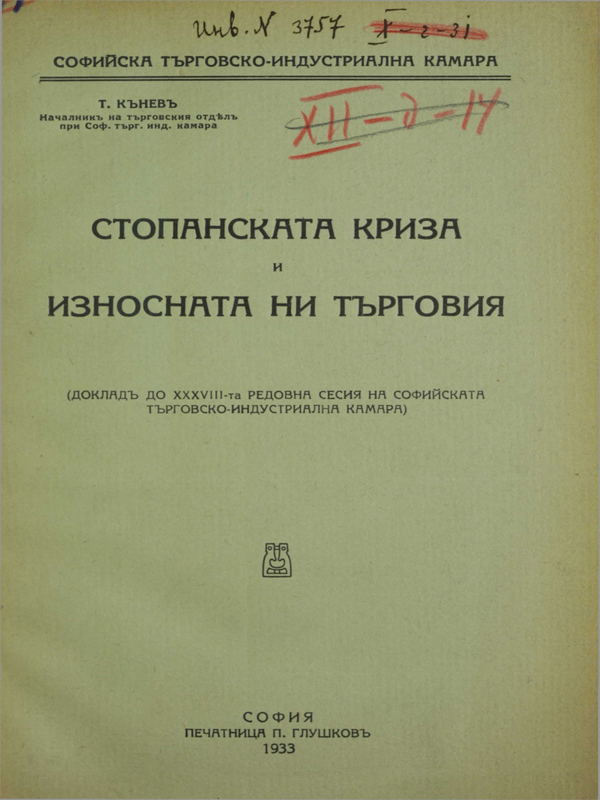 Инв. N 3757 X-г-31
СОФИЙСКА ТЪРГОВСКО-ИНДУСТРИАЛНА КАМАРА
Т. КЪНЕВЪ
Началникъ на търговския отдѣлъ
при Соф. търг. инд. камара
XII-д-14
СТОПАНСКАТА КРИЗА
и
ИЗНОСНАТА НИ ТЪРГОВИЯ
(ДОКЛАДЪ ДО XXXVIII-та РЕДОВНА СЕСИЯ НА СОФИЙСКАТА
ТЪРГОВСКО-ИНДУСТРИАЛНА КАМАРА)
СОФИЯ
ПЕЧАТНИЦА П. ГЛУШКОВЪ
1933